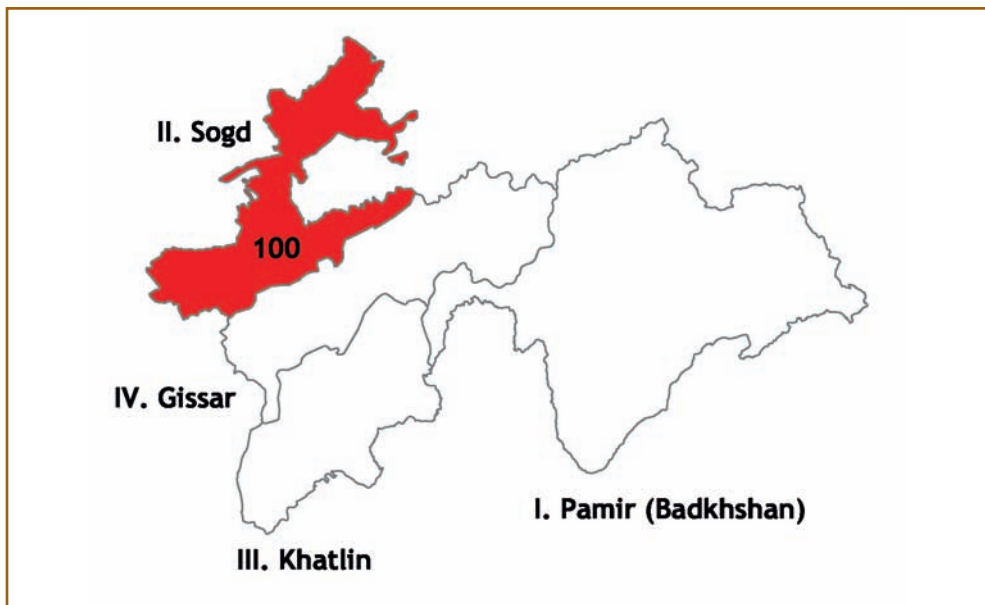 II. Sogd
100
IV. Gissar
I. Pamir (Badkhshan)
III. Khatlin